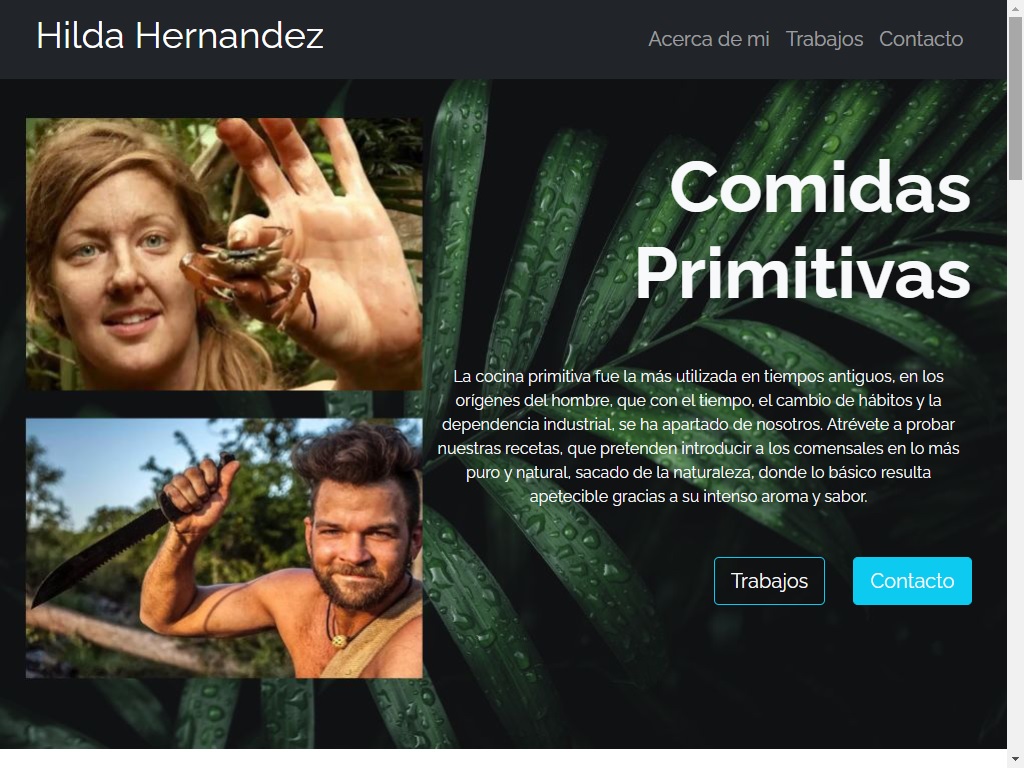 Hilda Hernandez
Acerca de mi Trabajos Contacto
Comidas
Primitivas
La cocina primitiva fue la más utilizada en tiempos antiguos, en los
orígenes del hombre, que con el tiempo, el cambio de hábitos y la
dependencia industrial, se ha apartado de nosotros. Atrévete a probar
nuestras recetas, que pretenden introducir a los comensales en lo más
puro y natural, sacado de la naturaleza, donde lo básico resulta
apetecible gracias a su intenso aroma y sabor.
Trabajos Contacto